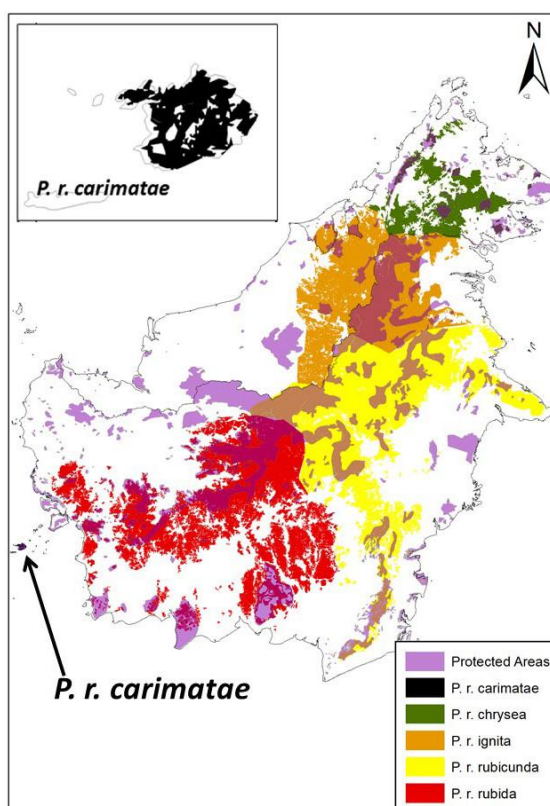 N
P. r. carimatae
P. r. carimatae
Protected Areas
P. r. carimatae
P. r. chrysea
P. r. ignita
P. r. rubicunda
P. r. rubida